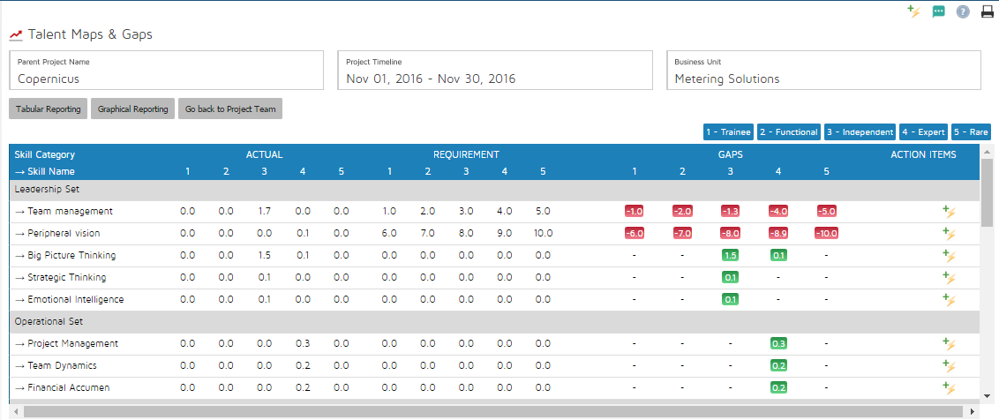 Talent Maps & Gaps
Parent Project Name
Copernicus
Project Timeline
Nov 01, 2016 - Nov 30, 2016
Business Unit
Metering Solutions
Tabular Reporting Graphical Reporting Go back to Project Team
1 - Trainee 2 - Functional 3 - Independent 4 - Expert 5 - Rare
Skill Category ACTUAL REQUIREMENT GAPS ACTION ITEMS
→ Skill Name 1 2 3 4 5 1 2 3 4 5 1 2 3 4 5
Leadership Set
→ Team management 0.0 0.0 1.7 0.0 0.0 1.0 2.0 3.0 4.0 5.0 -1.0 -2.0 -1.3 -4.0 -5.0
→ Peripheral vision 0.0 0.0 0.0 0.1 0.0 6.0 7.0 8.0 9.0 10.0 -6.0 -7.0 -8.0 -8.9 -10.0
→ Big Picture Thinking 0.0 0.0 1.5 0.1 0.0 0.0 0.0 0.0 0.0 0.0 - - 1.5 0.1 -
→ Strategic Thinking 0.0 0.0 0.1 0.0 0.0 0.0 0.0 0.0 0.0 0.0 - - 0.1 - -
→ Emotional Intelligence 0.0 0.0 0.1 0.0 0.0 0.0 0.0 0.0 0.0 0.0 - - 0.1 - -
Operational Set
→ Project Management 0.0 0.0 0.0 0.3 0.0 0.0 0.0 0.0 0.0 0.0 - - - 0.3 -
→ Team Dynamics 0.0 0.0 0.0 0.2 0.0 0.0 0.0 0.0 0.0 0.0 - - - 0.2 -
→ Financial Accumen 0.0 0.0 0.0 0.2 0.0 0.0 0.0 0.0 0.0 0.0 - - - 0.2 -